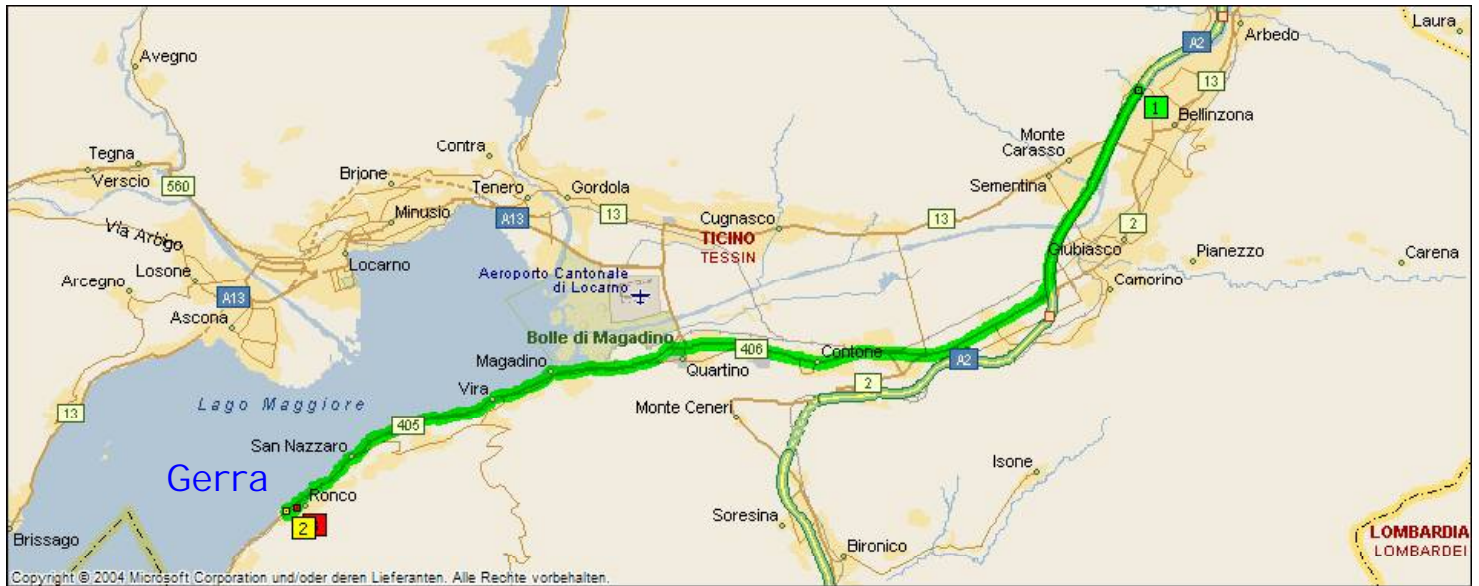 Laura
Arbedo
A2
Avegno
13
1
Bellinzona
Monte
Carasso
Contra
Tegna
Verscio
560
Brione
Tenero
Gordola
Sementina
Minusio
A13
13
Cugnasco
13
2
TICINO
TESSIN
Via Arbigo
Giubiasco
Pianezzo
Carena
Locarno
Losone
Arcegno
Aeroporto Cantonale
di Locarno
Camorino
A13
Ascona
Bolle di Magadino
406
Contone
A2
Magadino
Quartino
2
Vira
Lago Maggiore
Monte Ceneri
13
405
San Nazzaro
Gerra
Isone
Ronco
2
Soresina
Brissago
Bironico
LOMBARDIA
LOMBARDEI
Copyright © 2004 Microsoft Corporation und/oder deren Lieferanten. Alle Rechte vorbehalten.